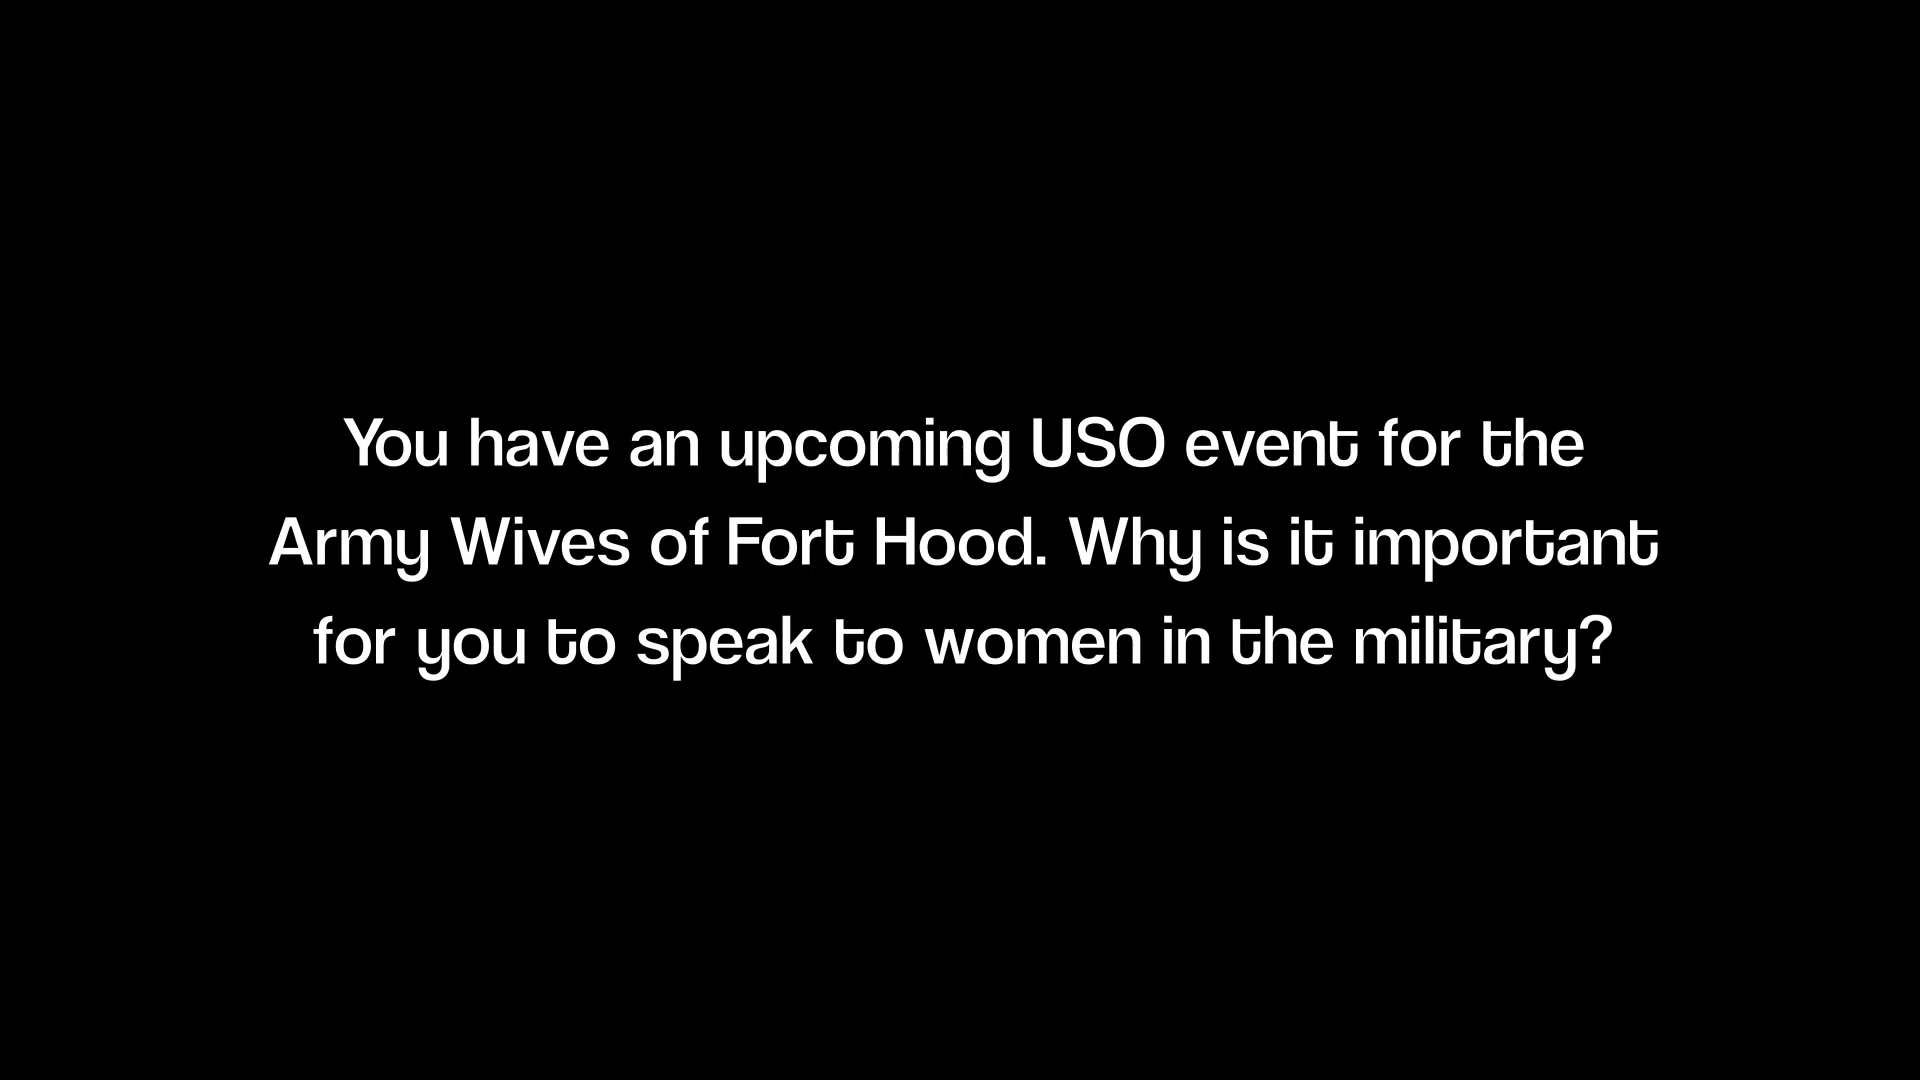 You have an upcoming USO event for the
Army Wives of Fort Hood. Why is it important
for you to speak to women in the military?